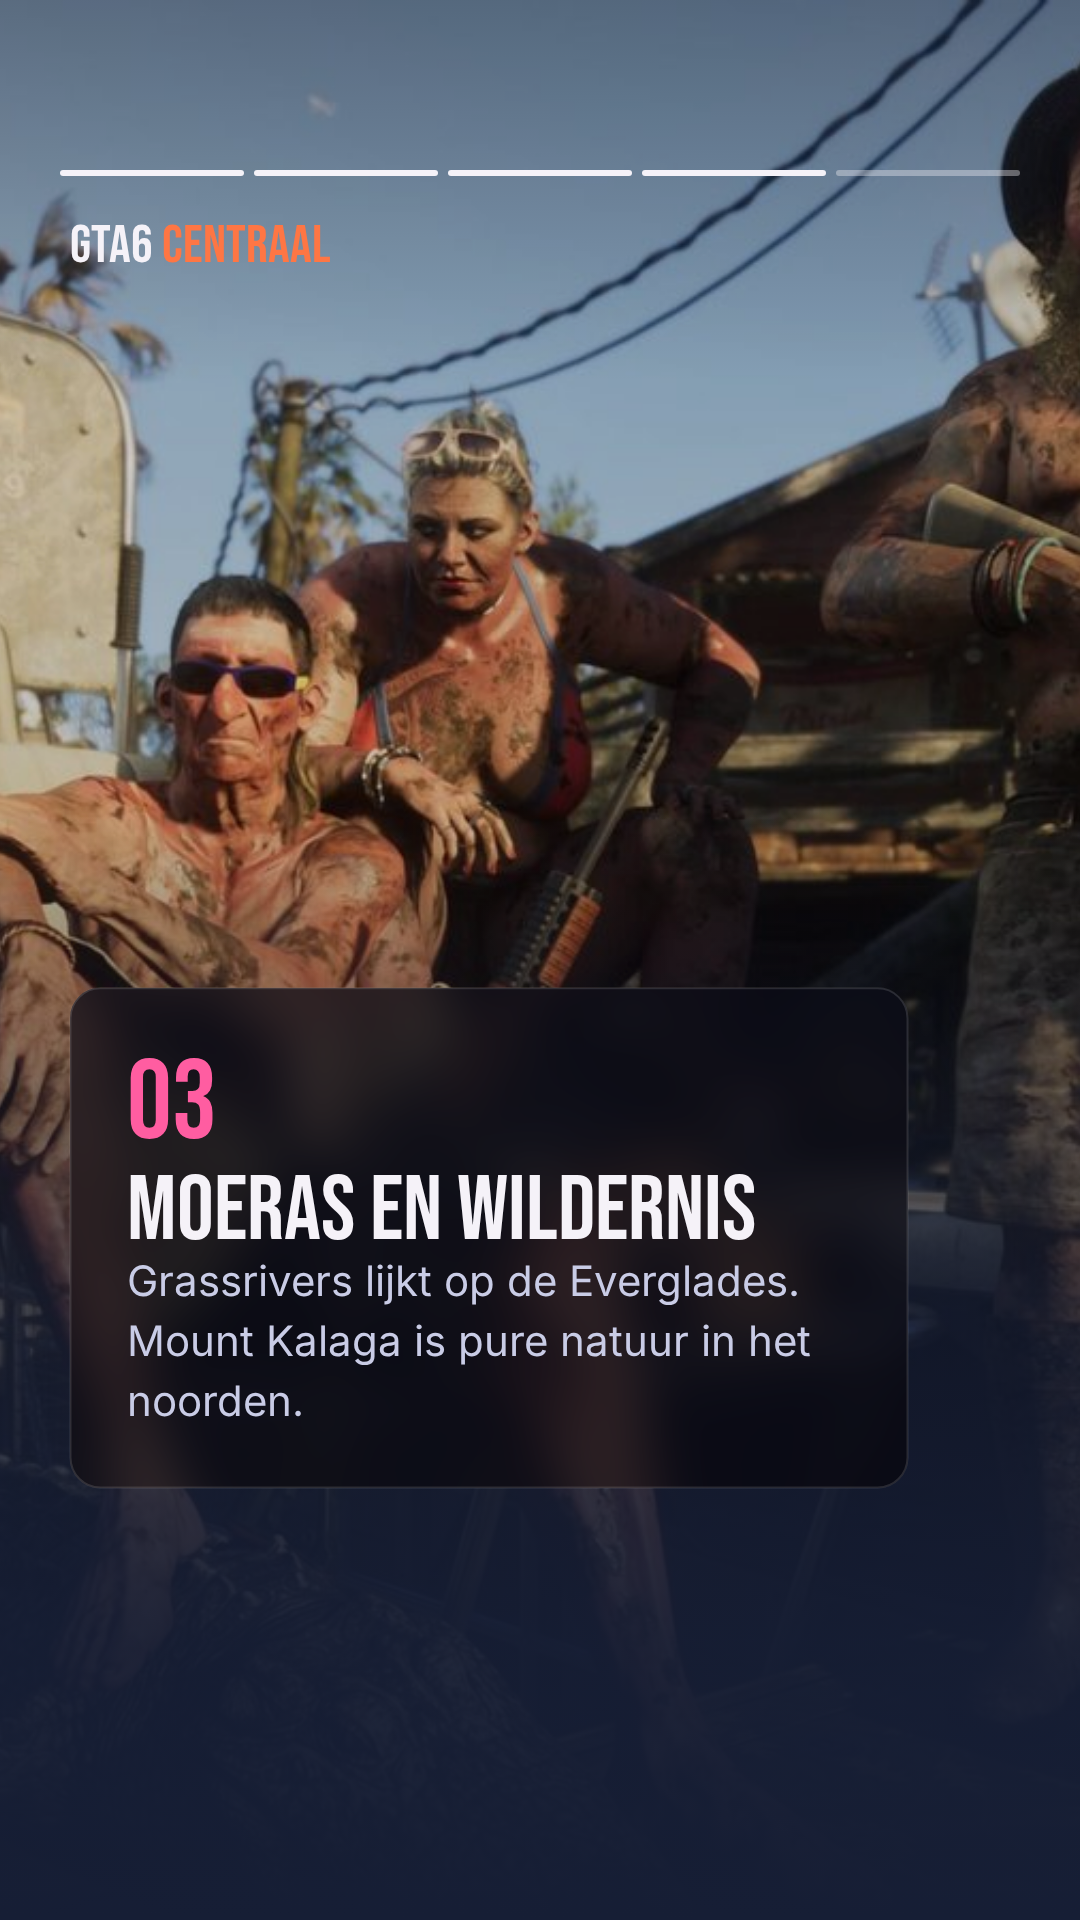 GTA6 CENTRAAL
03
MOERAS EN WILDERNIS
Grassrivers lijkt op de Everglades.
Mount Kalaga is pure natuur in het
noorden.